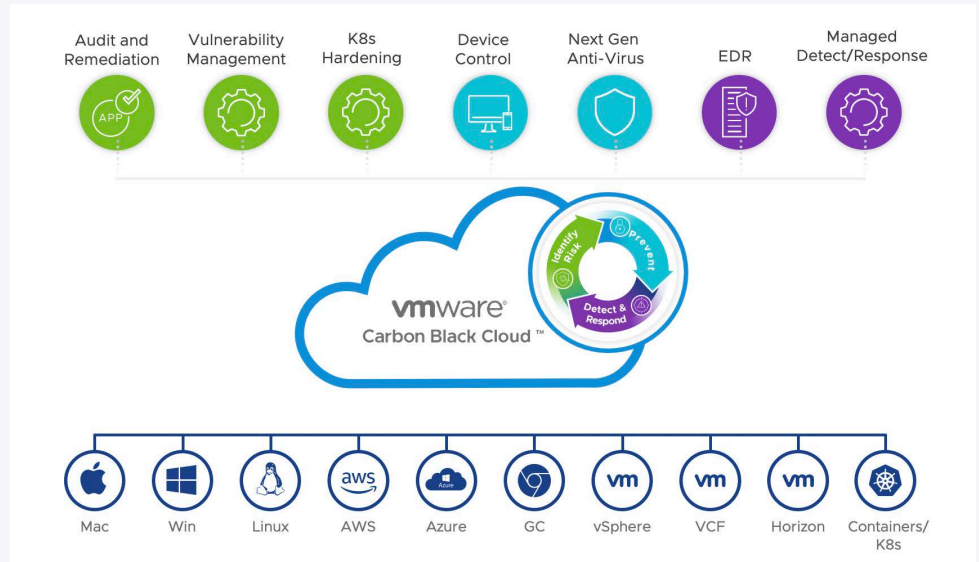 Audit and
Remediation
Vulnerability
Management
K8s
Hardening
Device
Control
Next Gen
Anti-Virus
EDR
Managed
Detect/Response
APP
Identify
Risk
Prevent
Detect &
Respond
vmware®
Carbon Black Cloud ™
aws
Azure
vm
vm
vm
Mac
Win
Linux
AWS
Azure
GC
vSphere
VCF
Horizon
Containers/
K8s